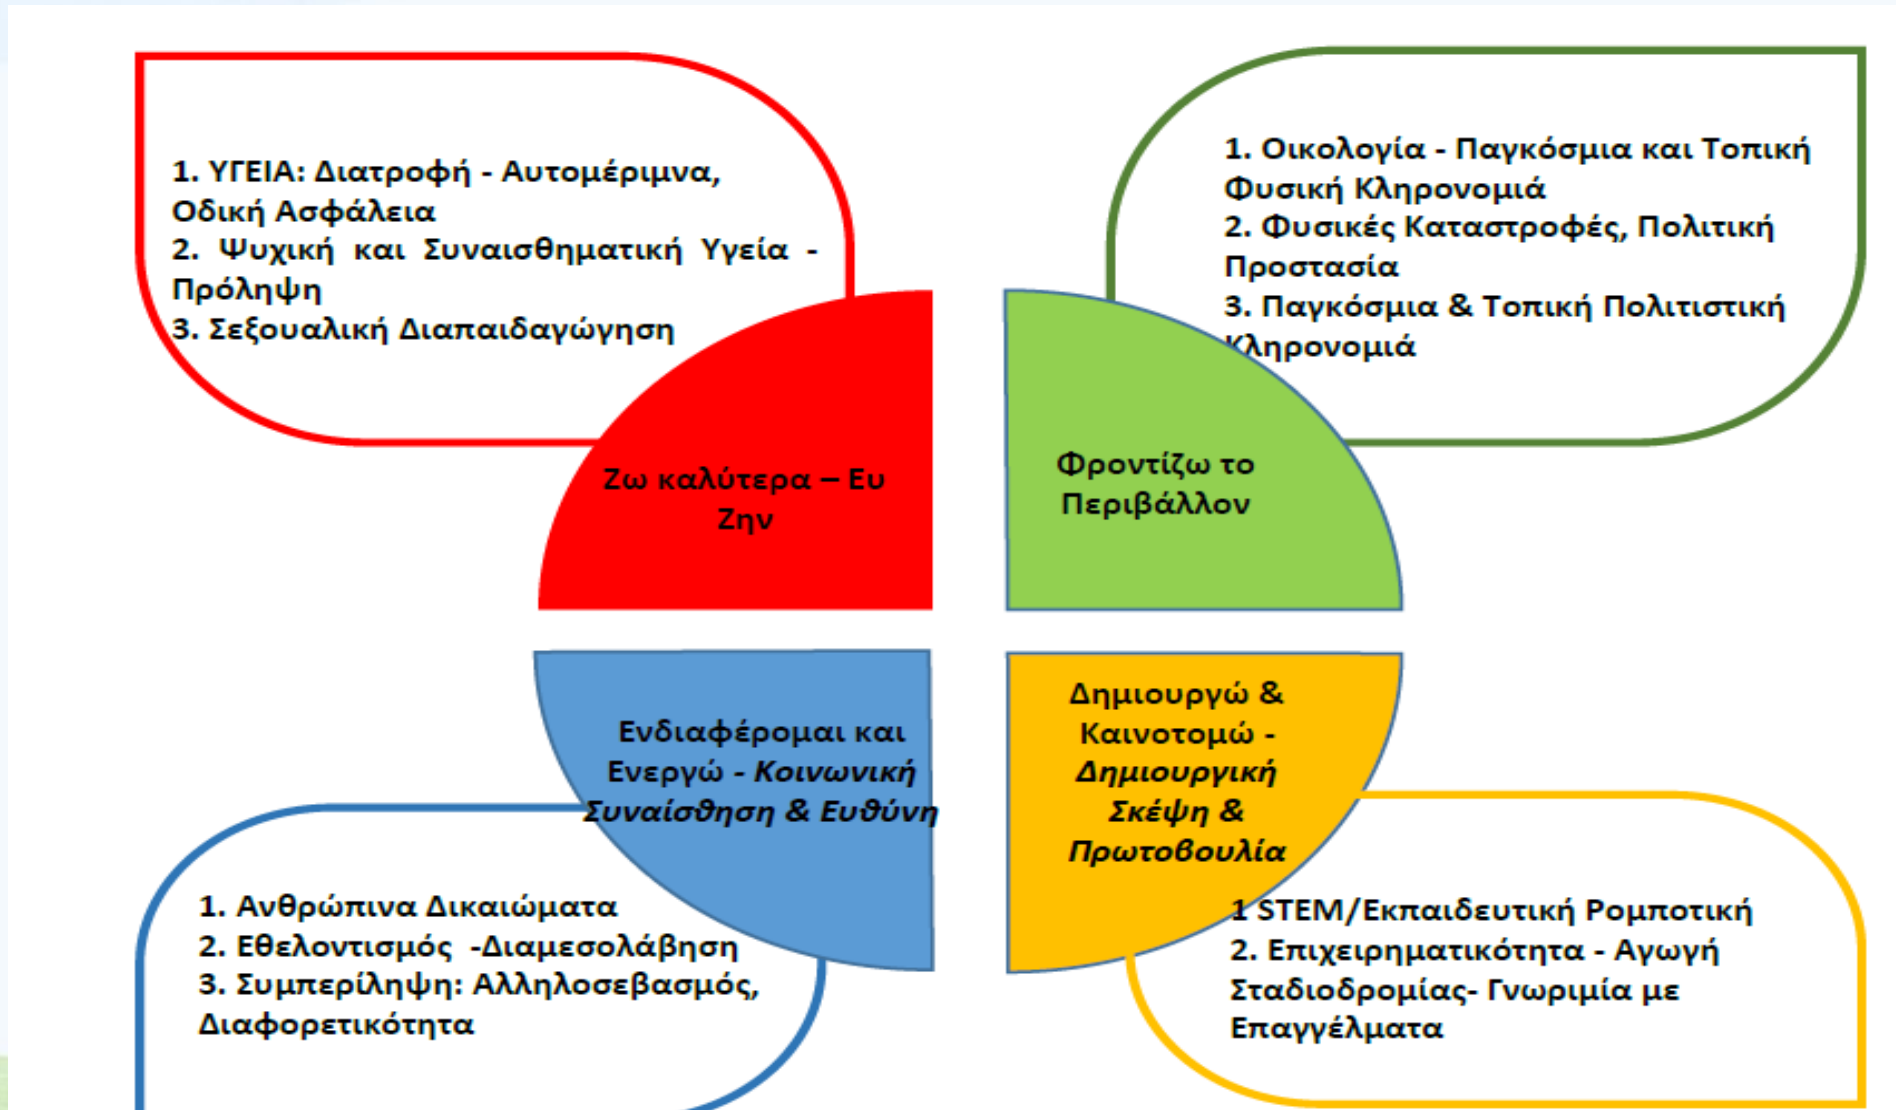 1. ΥΓΕΙΑ: Διατροφή - Αυτομέριμνα,
Οδική Ασφάλεια
2. Ψυχική και Συναισθηματική Υγεία -
Πρόληψη
3. Σεξουαλική Διαπαιδαγώγηση
1. Οικολογία - Παγκόσμια και Τοπική
Φυσική Κληρονομιά
2. Φυσικές Καταστροφές, Πολιτική
Προστασία
3. Παγκόσμια & Τοπική Πολιτιστική
Κληρονομιά
Ζω καλύτερα – Ευ
Ζην
Φροντίζω το
Περιβάλλον
Ενδιαφέρομαι και
Ενεργώ - Κοινωνική
Συναίσθηση & Ευθύνη
Δημιουργώ &
Καινοτομώ -
Δημιουργική
Σκέψη &
Πρωτοβουλία
1. Ανθρώπινα Δικαιώματα
2. Εθελοντισμός -Διαμεσολάβηση
3. Συμπερίληψη: Αλληλοσεβασμός,
Διαφορετικότητα
1 STEM/Εκπαιδευτική Ρομποτική
2. Επιχειρηματικότητα - Αγωγή
Σταδιοδρομίας- Γνωριμία με
Επαγγέλματα